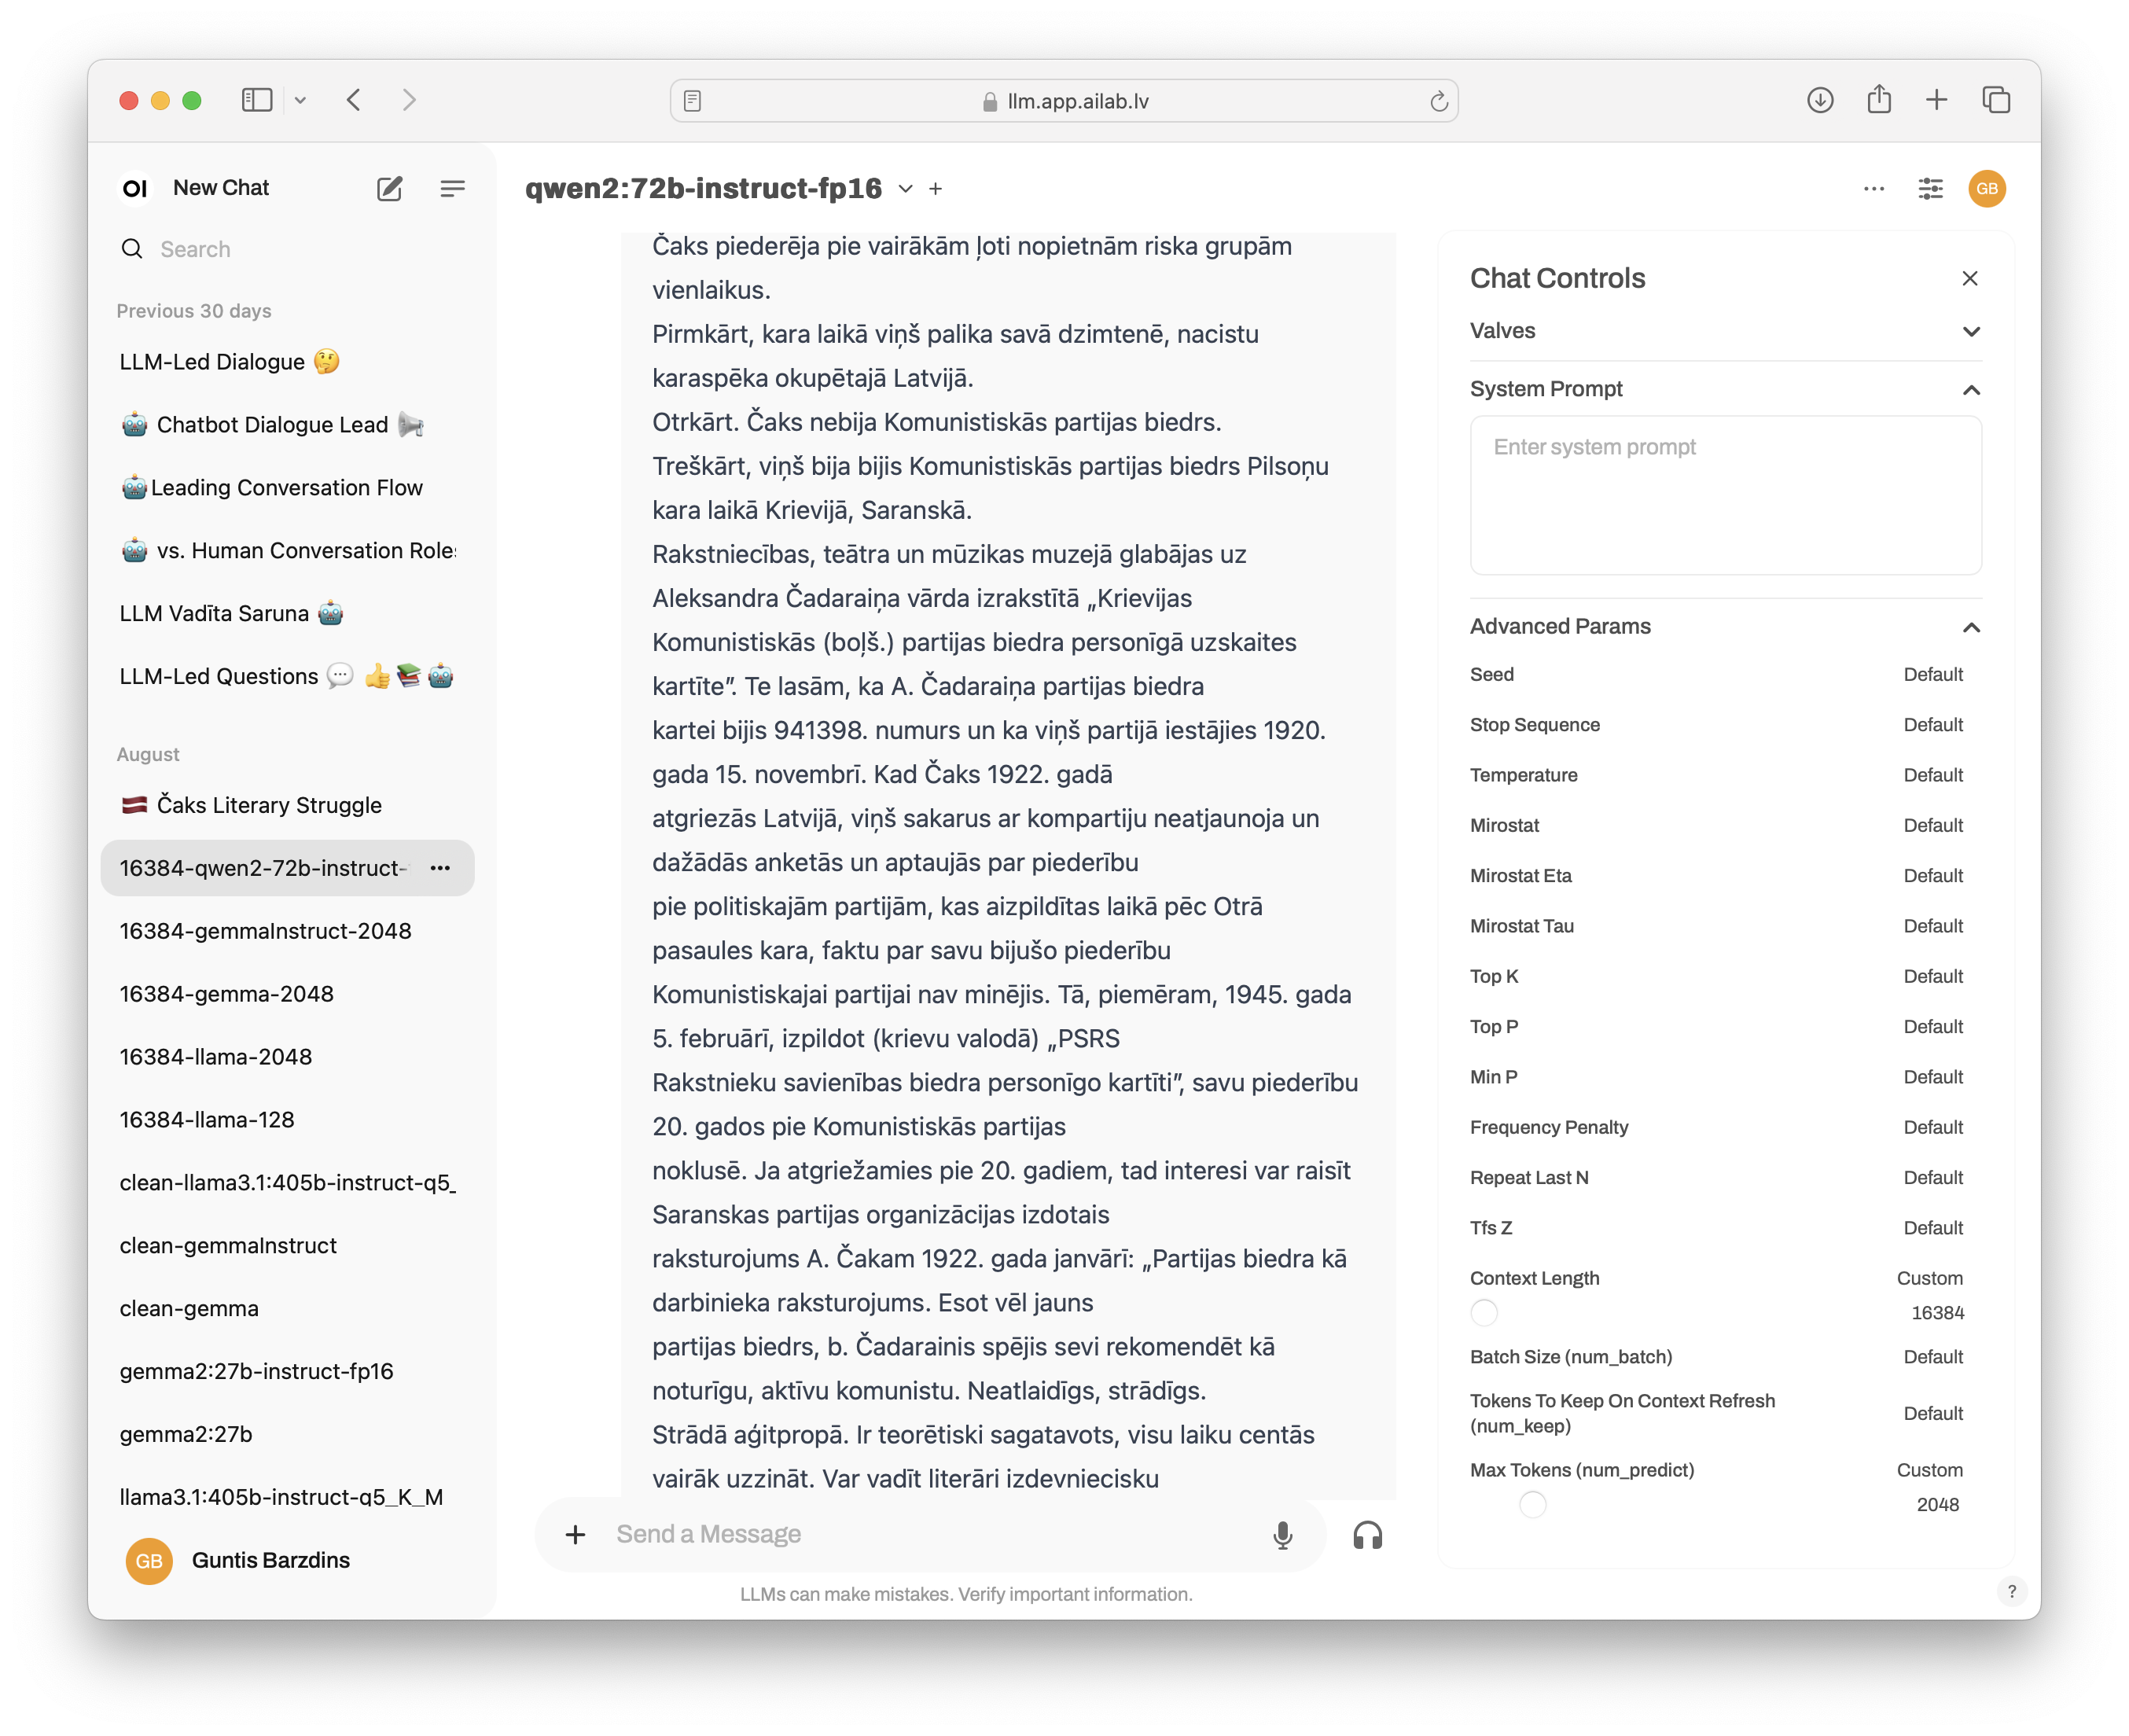 llm.app.ailab.lv
OI New Chat
Search
Previous 30 days
LLM-Led Dialogue 🤔
🤖 Chatbot Dialogue Lead 📢
🤖Leading Conversation Flow
🤖 vs. Human Conversation Roles
LLM Vadīta Saruna 🤖
LLM-Led Questions 💬 👍📚🤖
August
🇱🇻 Čaks Literary Struggle
16384-qwen2-72b-instruct-
16384-gemmaInstruct-2048
16384-gemma-2048
16384-llama-2048
16384-llama-128
clean-llama3.1:405b-instruct-q5_
clean-gemmaInstruct
clean-gemma
gemma2:27b-instruct-fp16
gemma2:27b
llama3.1:405b-instruct-q5_K_M
GB Guntis Barzdins
qwen2:72b-instruct-fp16
GB
Čaks piederēja pie vairākām ļoti nopietnām riska grupām
vienlaikus.
Pirmkārt, kara laikā viņš palika savā dzimtenē, nacistu
karaspēka okupētajā Latvijā.
Otrkārt. Čaks nebija Komunistiskās partijas biedrs.
Treškārt, viņš bija bijis Komunistiskās partijas biedrs Pilsoņu
kara laikā Krievijā, Saranskā.
Rakstniecības, teātra un mūzikas muzejā glabājas uz
Aleksandra Čadaraiņa vārda izrakstītā „Krievijas
Komunistiskās (boļš.) partijas biedra personīgā uzskaites
kartīte”. Te lasām, ka A. Čadaraiņa partijas biedra
kartei bijis 941398. numurs un ka viņš partijā iestājies 1920.
gada 15. novembrī. Kad Čaks 1922. gadā
atgriezās Latvijā, viņš sakarus ar kompartiju neatjaunoja un
dažādās anketās un aptaujās par piederību
pie politiskajām partijām, kas aizpildītas laikā pēc Otrā
pasaules kara, faktu par savu bijušo piederību
Komunistiskajai partijai nav minējis. Tā, piemēram, 1945. gada
5. februārī, izpildot (krievu valodā) „PSRS
Rakstnieku savienības biedra personīgo kartīti”, savu piederību
20. gados pie Komunistiskās partijas
noklusē. Ja atgriežamies pie 20. gadiem, tad interesi var raisīt
Saranskas partijas organizācijas izdotais
raksturojums A. Čakam 1922. gada janvārī: „Partijas biedra kā
darbinieka raksturojums. Esot vēl jauns
partijas biedrs, b. Čadarainis spējis sevi rekomendēt kā
noturīgu, aktīvu komunistu. Neatlaidīgs, strādīgs.
Strādā aģitpropā. Ir teorētiski sagatavots, visu laiku centās
vairāk uzzināt. Var vadīt literāri izdevniecisku
Send a Message
LLMs can make mistakes. Verify important information.
Chat Controls
Valves
System Prompt
Enter system prompt
Advanced Params
Seed Default
Stop Sequence Default
Temperature Default
Mirostat Default
Mirostat Eta Default
Mirostat Tau Default
Top K Default
Top P Default
Min P Default
Frequency Penalty Default
Repeat Last N Default
Tfs Z Default
Context Length Custom
16384
Batch Size (num_batch) Default
Tokens To Keep On Context Refresh
(num_keep) Default
Max Tokens (num_predict) Custom
2048
?